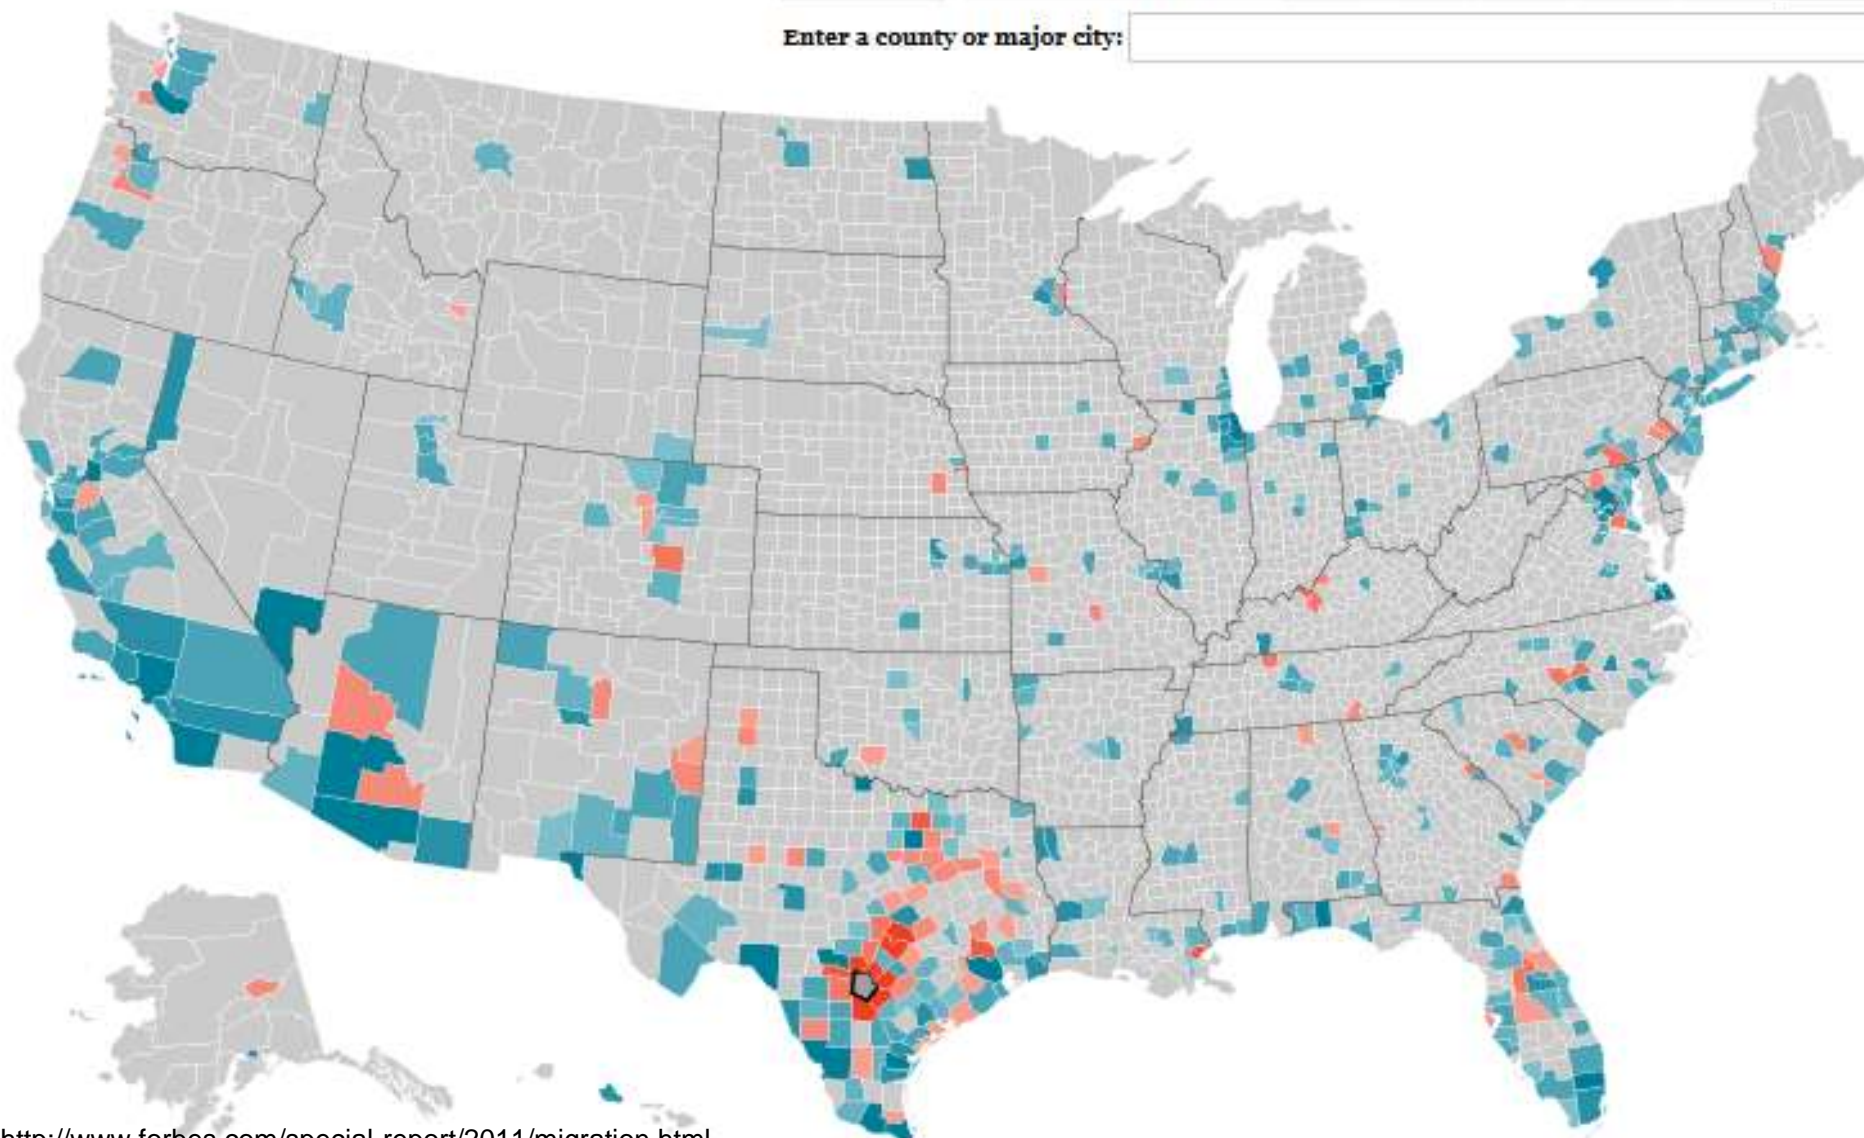 Enter a county or major city:
http://www.forbes.com/special-report/2011/migration.html